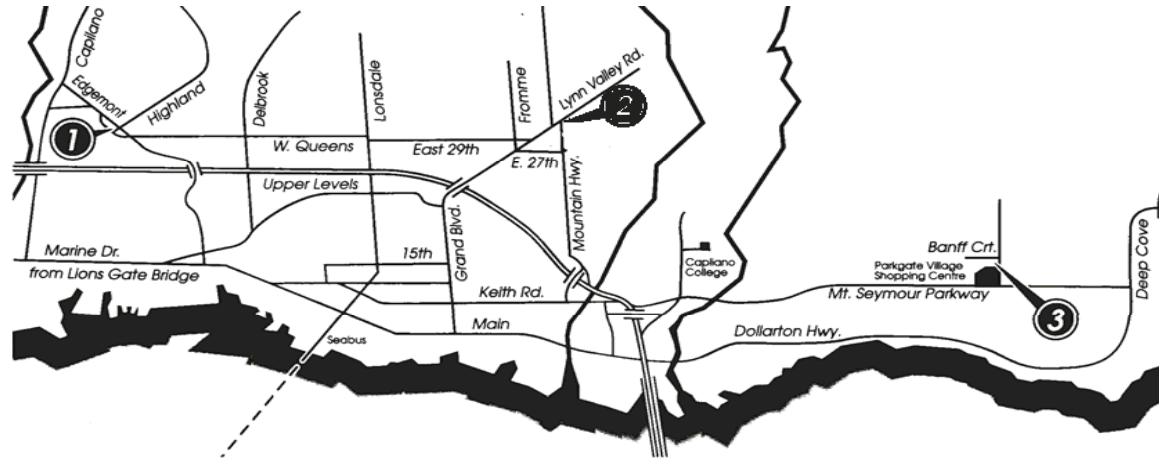 Capilano
Edgemont
Highland
Delbrook
Lonsdale
Fromme
Lynn Valley Rd.
2
1
W. Queens
East 29th
E. 27th
Upper Levels
Mountain Hwy.
Grand Blvd.
Marine Dr.
from Lions Gate Bridge
15th
Capliano
College
Banff Crt.
Parkgate Village
Shopping Centre
Deep Cove
Keith Rd.
Mt. Seymour Parkway
3
Main
Dollarton Hwy.
Seabus